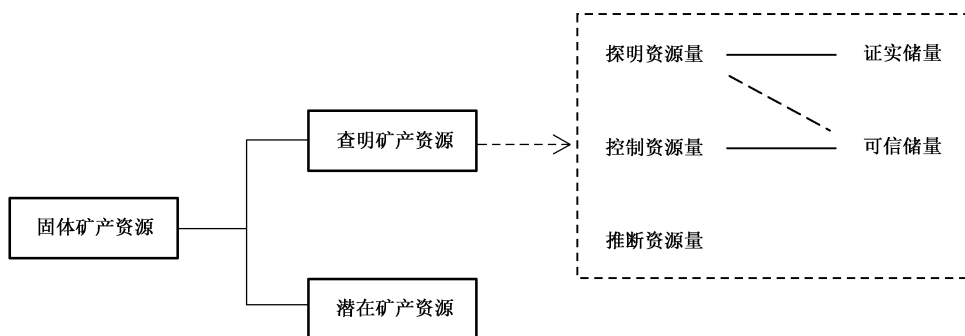 探明资源量 证实储量
查明矿产资源
控制资源量 可信储量
固体矿产资源
推断资源量
潜在矿产资源